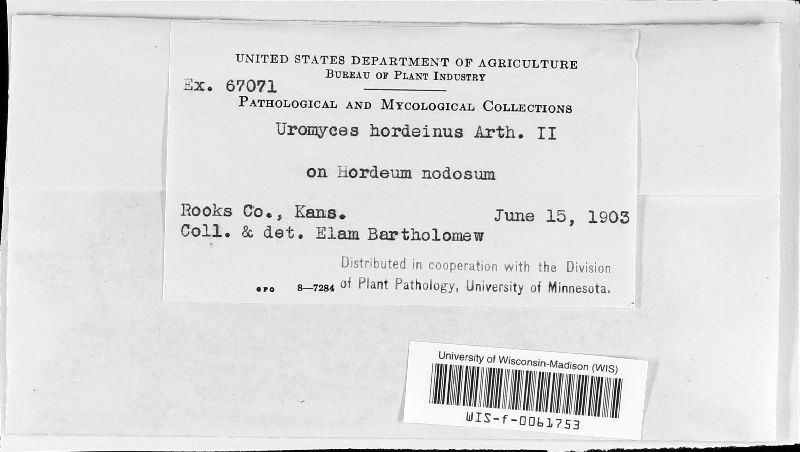 UNITED STATES DEPARTMENT OF AGRICULTURE
BUREAU OF PLANT INDUSTRY
Ex. 67071
PATHOLOGICAL AND MYCOLOGICAL COLLECTIONS
Uromyces hordeinus Arth. II
on Hordeum nodosum
Rooks Co., Kans. June 15, 1903
Coll. & det. Elam Bartholomew
Distributed in cooperation with the Division
GPO 8—7284 of Plant Pathology, University of Minnesota.
University of Wisconsin-Madison (WIS)
WIS-f-0061753